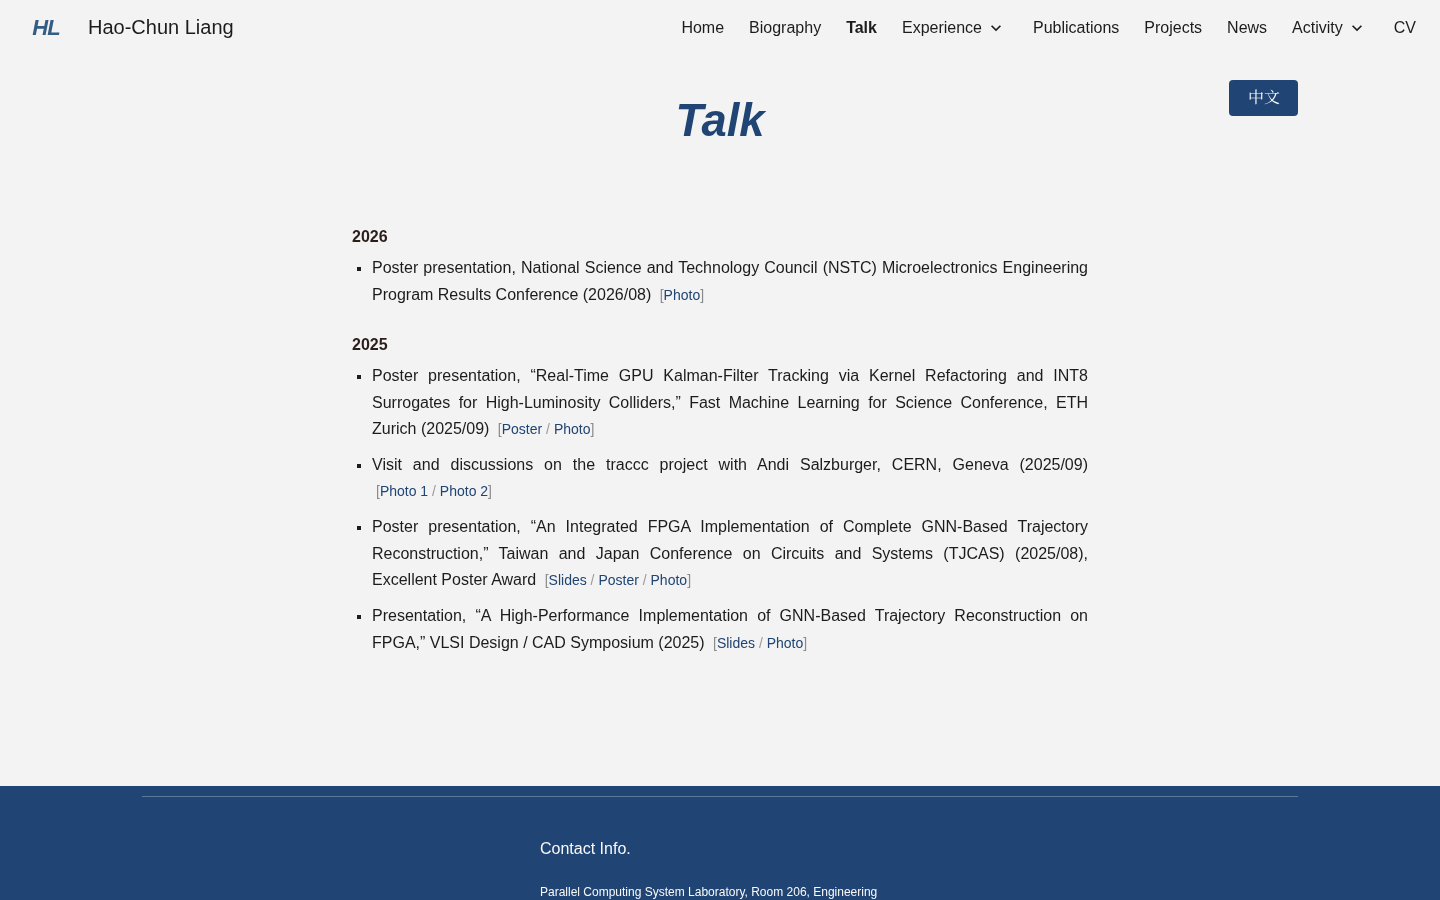 HL Hao-Chun Liang Home Biography Talk Experience Publications Projects News Activity CV
中文
Talk
2026
▪ Poster presentation, National Science and Technology Council (NSTC) Microelectronics Engineering
Program Results Conference (2026/08) [Photo]
2025
▪ Poster presentation, “Real-Time GPU Kalman-Filter Tracking via Kernel Refactoring and INT8
Surrogates for High-Luminosity Colliders,” Fast Machine Learning for Science Conference, ETH
Zurich (2025/09) [Poster / Photo]
▪ Visit and discussions on the traccc project with Andi Salzburger, CERN, Geneva (2025/09)
[Photo 1 / Photo 2]
▪ Poster presentation, “An Integrated FPGA Implementation of Complete GNN-Based Trajectory
Reconstruction,” Taiwan and Japan Conference on Circuits and Systems (TJCAS) (2025/08),
Excellent Poster Award [Slides / Poster / Photo]
▪ Presentation, “A High-Performance Implementation of GNN-Based Trajectory Reconstruction on
FPGA,” VLSI Design / CAD Symposium (2025) [Slides / Photo]
Contact Info.
Parallel Computing System Laboratory, Room 206, Engineering